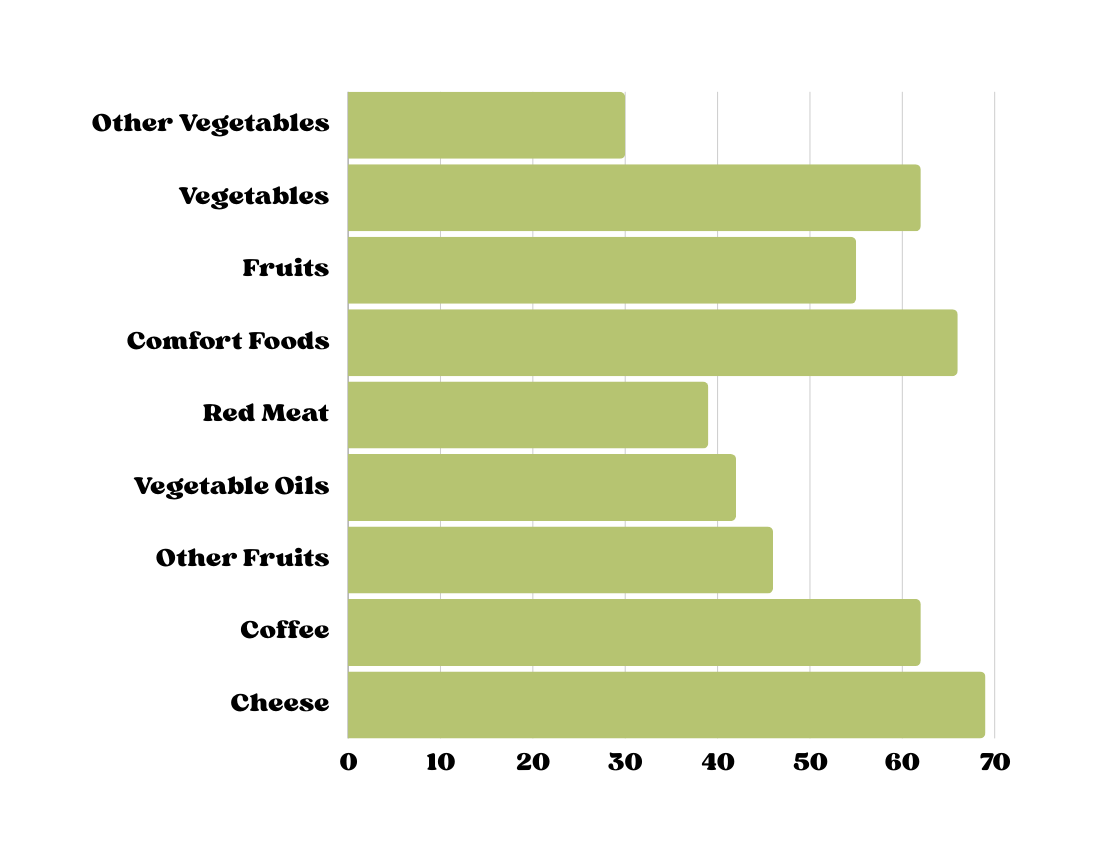 Other Vegetables
Vegetables
Fruits
Comfort Foods
Red Meat
Vegetable Oils
Other Fruits
Coffee
Cheese
0 10 20 30 40 50 60 70